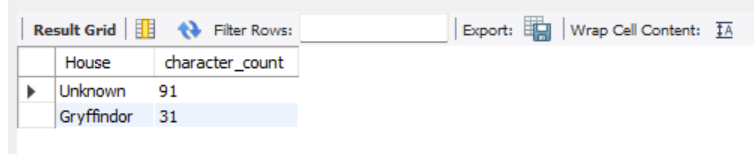 Result Grid Filter Rows: Export: Wrap Cell Content:
House character_count
Unknown 91
Gryffindor 31